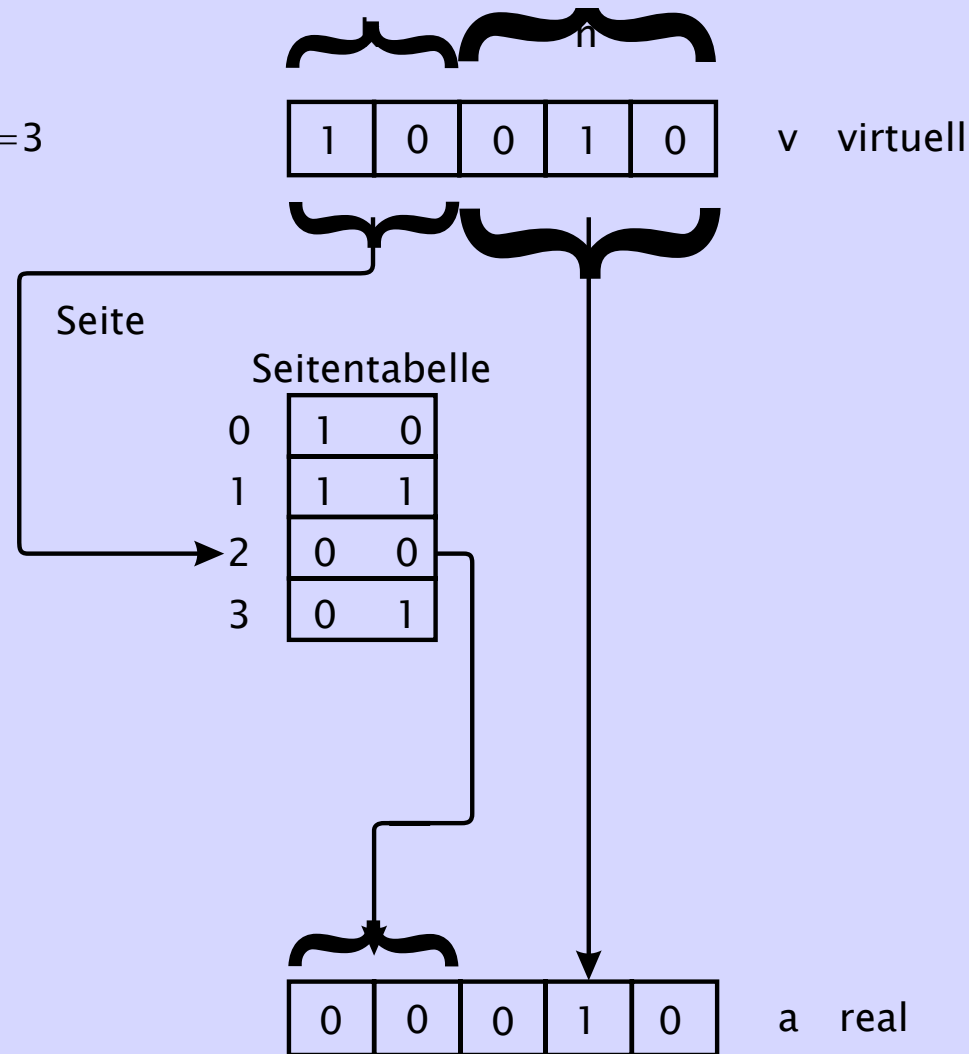 n
=3 1 0 0 1 0 v virtuell
Seite
Seitentabelle
0 1 0
1 1 1
2 0 0
3 0 1
0 0 0 1 0 a real